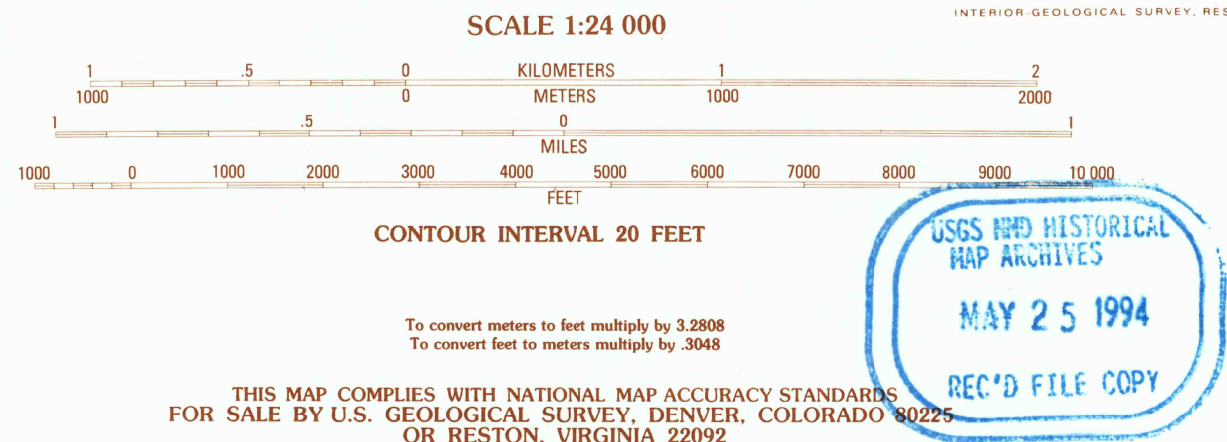 INTERIOR-GEOLOGICAL SURVEY, RES
SCALE 1:24 000
1 .5 0 KILOMETERS 1 2
1000 0 METERS 1000 2000
1 .5 0 1
MILES
1000 0 1000 2000 3000 4000 5000 6000 7000 8000 9000 10 000
FEET
CONTOUR INTERVAL 20 FEET
To convert meters to feet multiply by 3.2808
To convert feet to meters multiply by .3048
THIS MAP COMPLIES WITH NATIONAL MAP ACCURACY STANDARDS
FOR SALE BY U.S. GEOLOGICAL SURVEY, DENVER, COLORADO 80225
OR RESTON, VIRGINIA 22092
USGS NMD HISTORICAL
MAP ARCHIVES
MAY 25 1994
REC'D FILE COPY